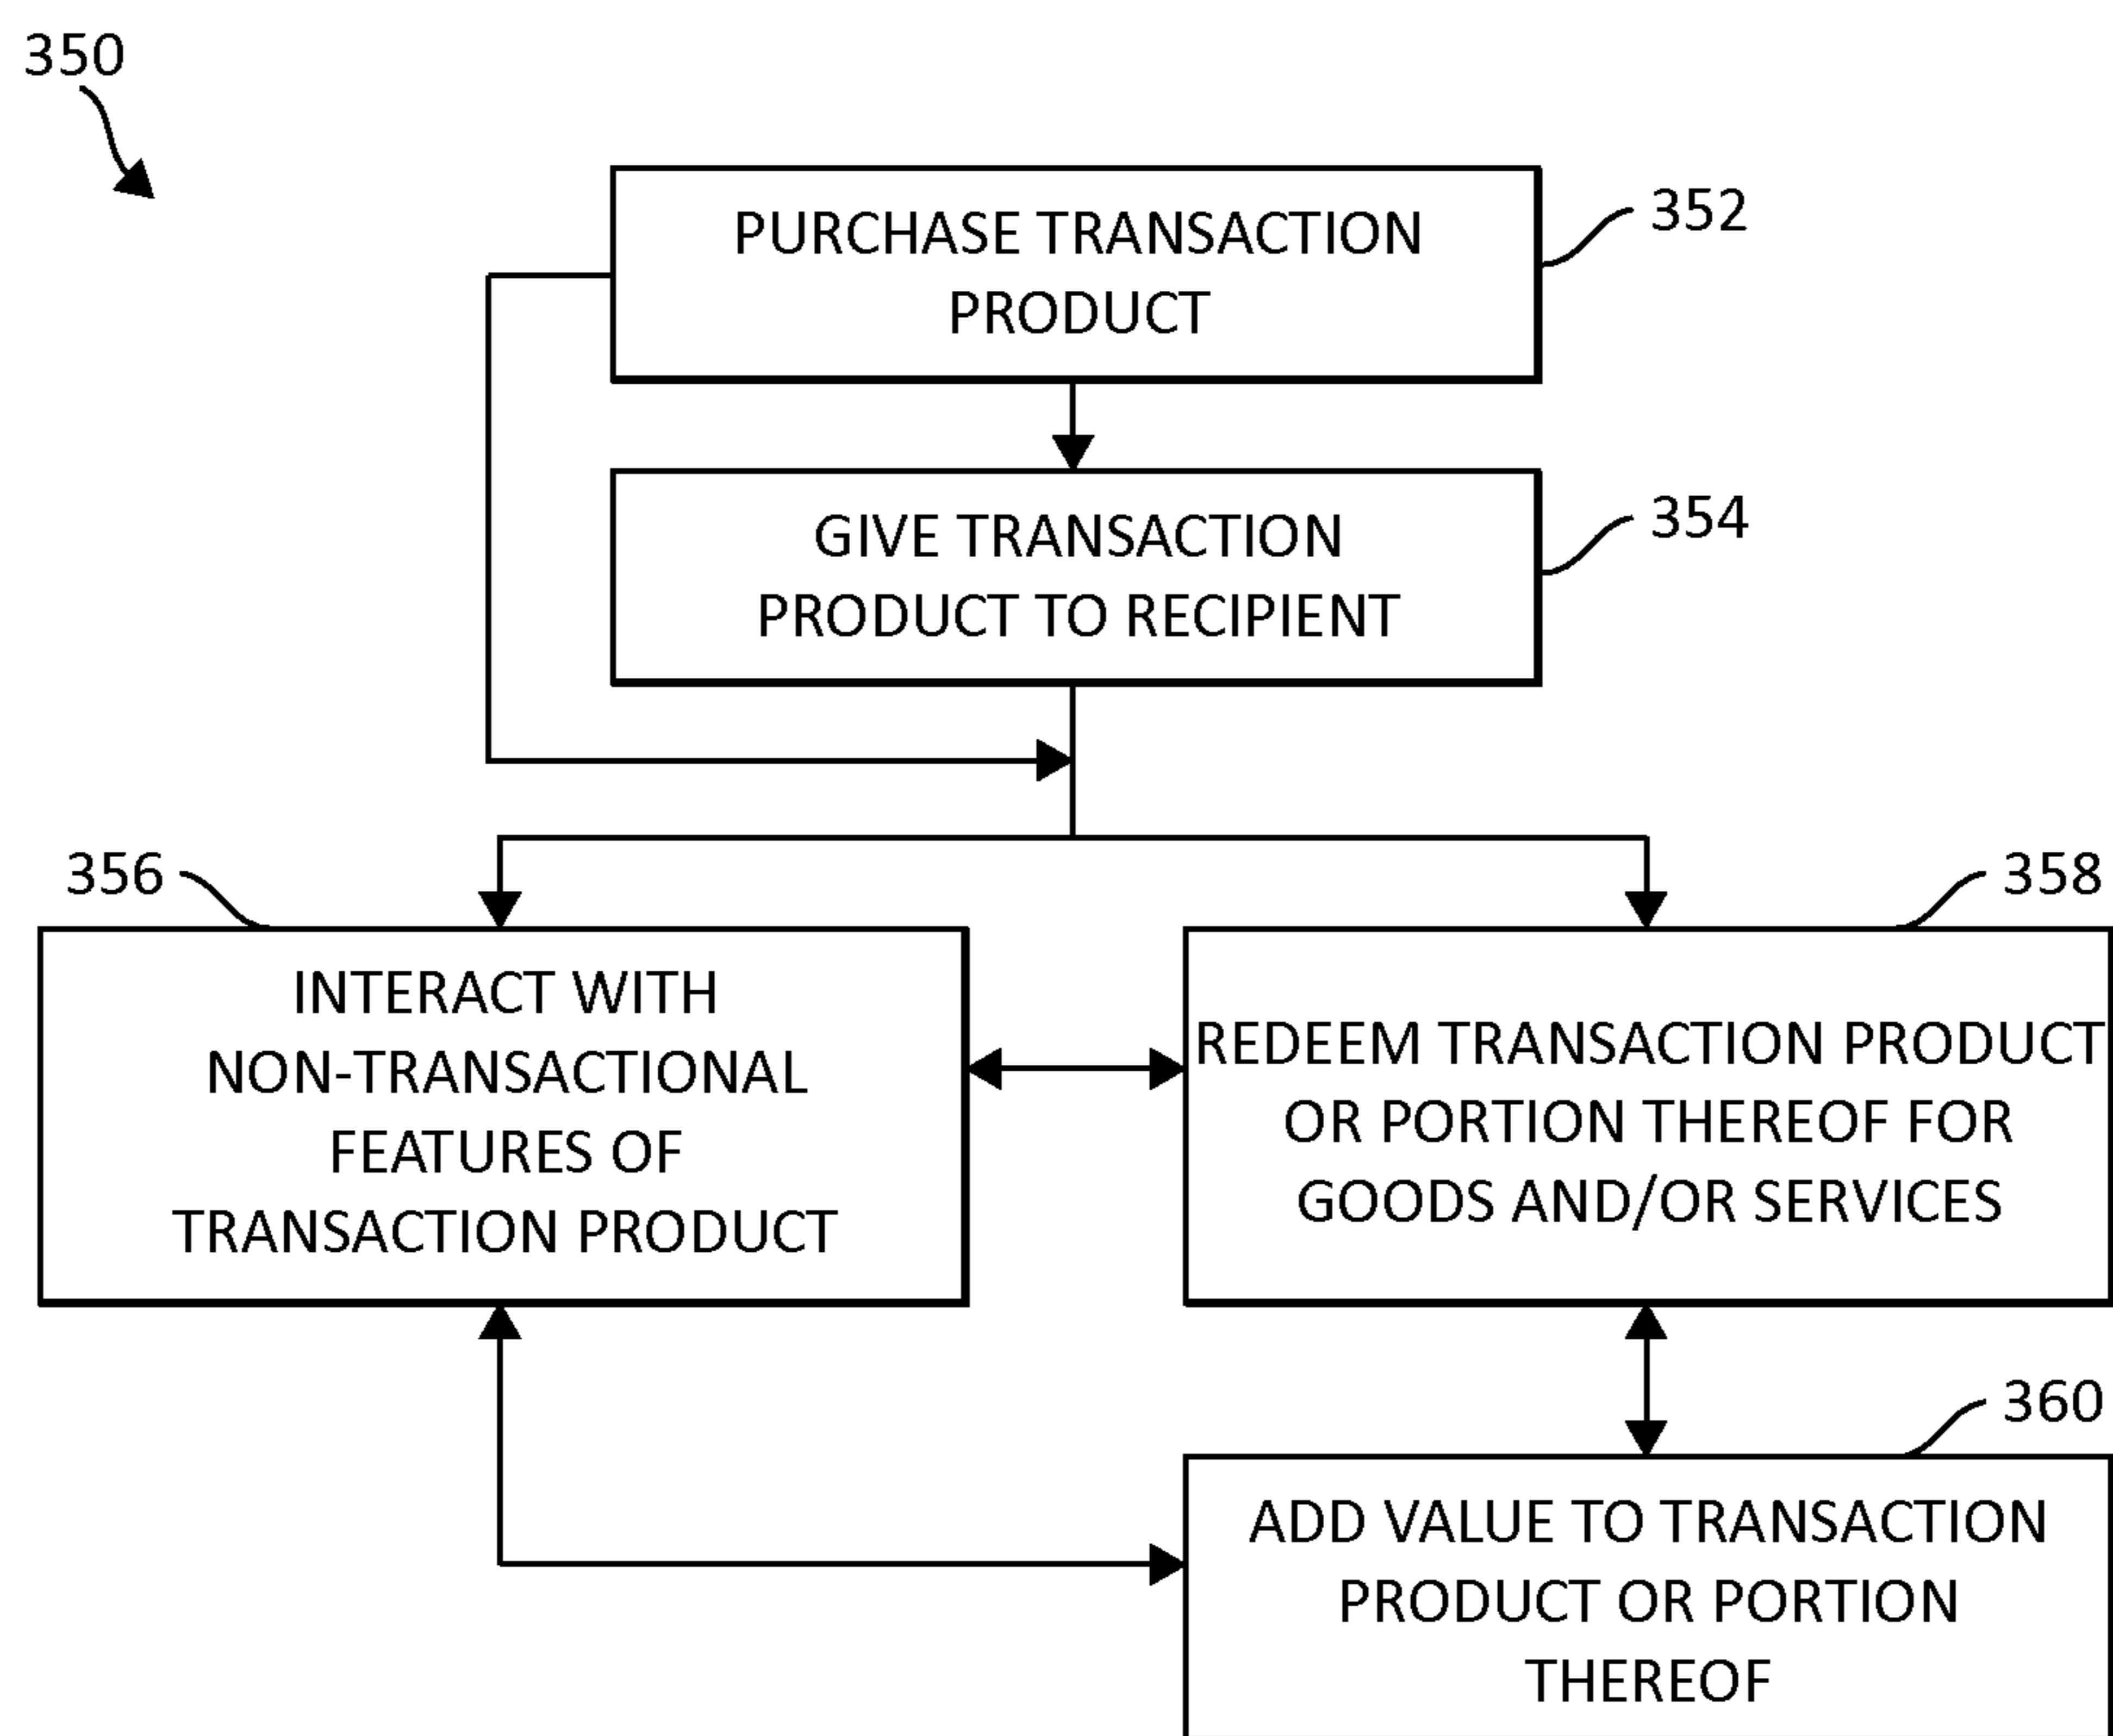 350
PURCHASE TRANSACTION
PRODUCT
352
GIVE TRANSACTION
PRODUCT TO RECIPIENT
354
356
INTERACT WITH
NON-TRANSACTIONAL
FEATURES OF
TRANSACTION PRODUCT
358
REDEEM TRANSACTION PRODUCT
OR PORTION THEREOF FOR
GOODS AND/OR SERVICES
360
ADD VALUE TO TRANSACTION
PRODUCT OR PORTION
THEREOF